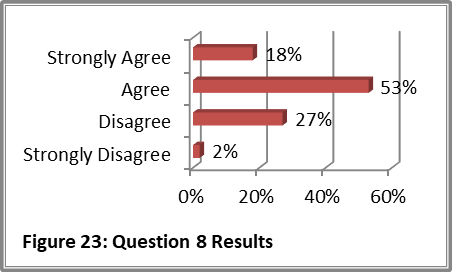 Strongly Agree 18%
Agree 53%
Disagree 27%
Strongly Disagree 2%
0% 20% 40% 60%
Figure 23: Question 8 Results